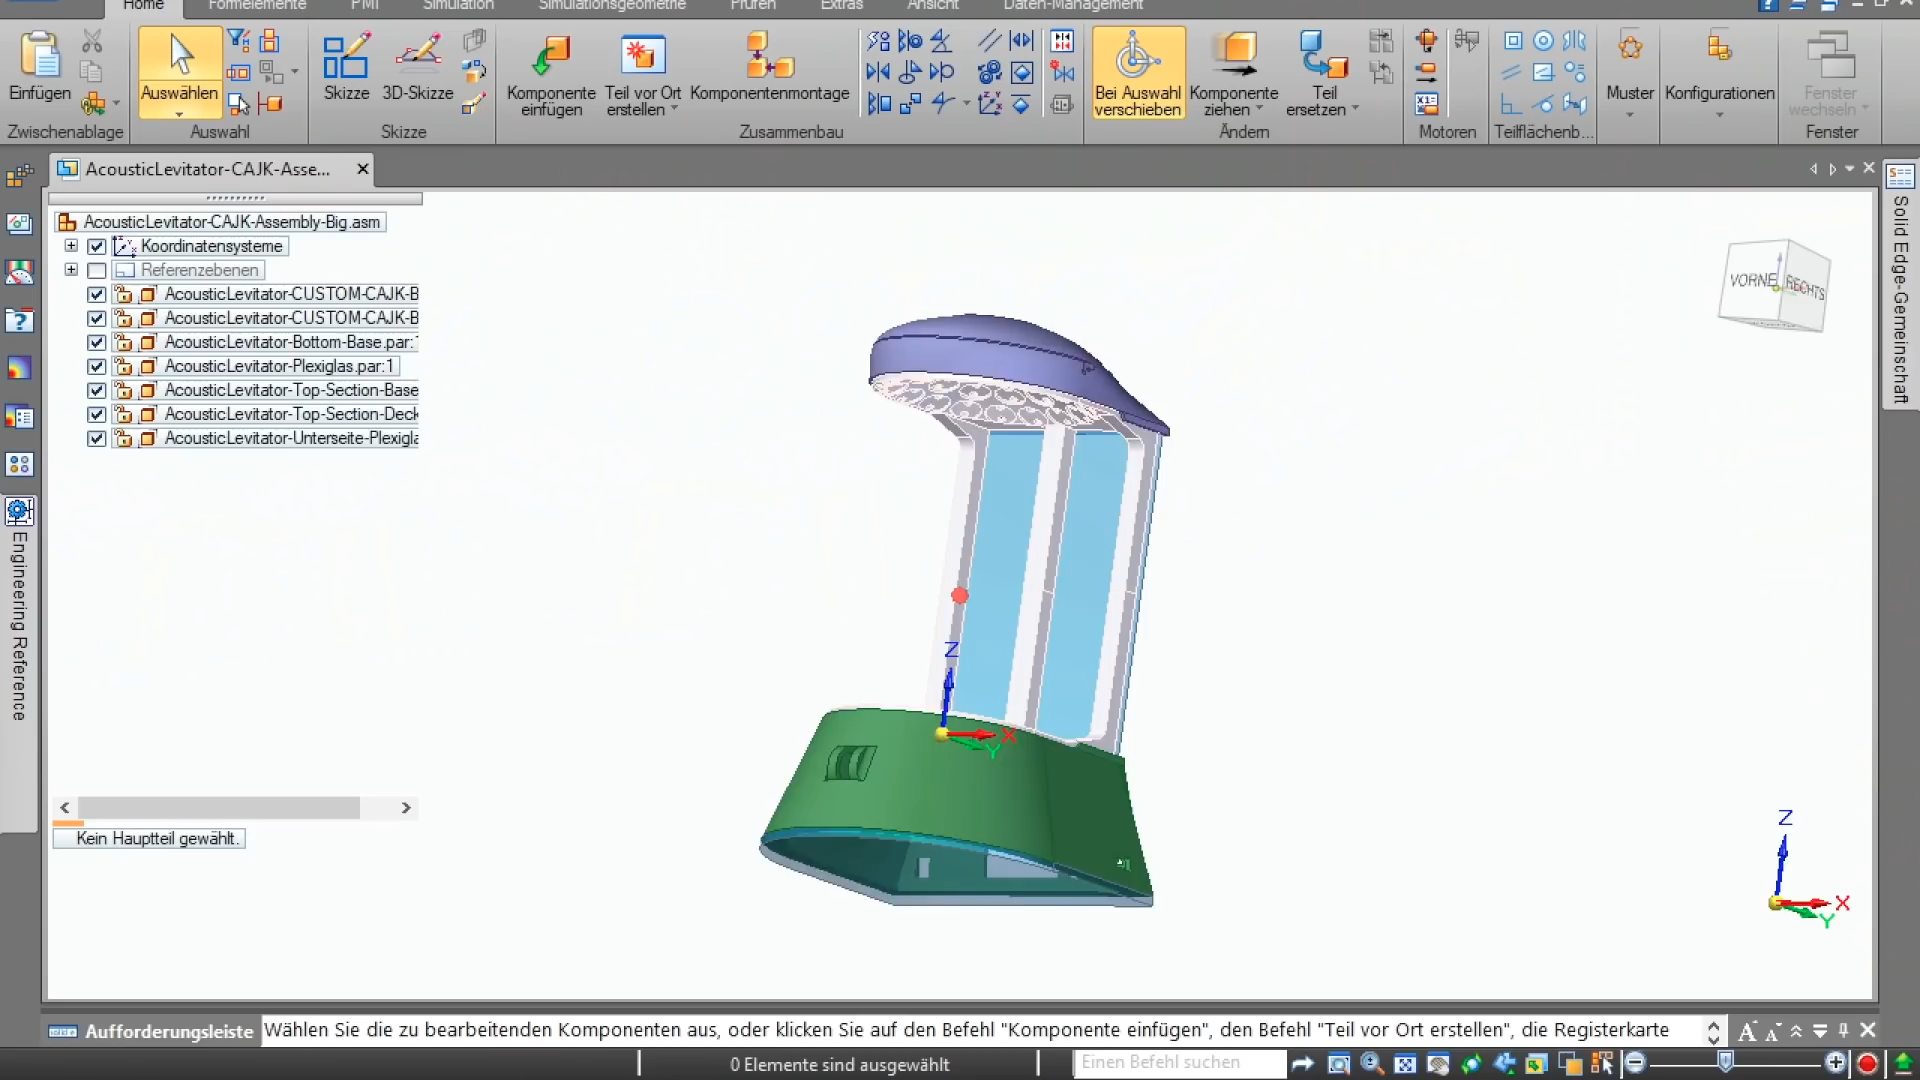 Home Formelemente PMI Simulation Simulationsgeometrie Prüfen Extras Ansicht Daten-Management
Einfügen
Auswählen
Skizze
3D-Skizze
Komponente einfügen
Teil vor Ort erstellen
Komponentenmontage
Bei Auswahl verschieben
Komponente ziehen
Teil ersetzen
Muster
Konfigurationen
Fenster wechseln
Zwischenablage Auswahl Skizze Zusammenbau Ändern Motoren Teilflächenb... Fenster
AcousticLevitator-CAJK-Asse...
AcousticLevitator-CAJK-Assembly-Big.asm
Koordinatensysteme
Referenzebenen
AcousticLevitator-CUSTOM-CAJK-B
AcousticLevitator-CUSTOM-CAJK-B
AcousticLevitator-Bottom-Base.par:1
AcousticLevitator-Plexiglas.par:1
AcousticLevitator-Top-Section-Base
AcousticLevitator-Top-Section-Deck
AcousticLevitator-Unterseite-Plexigla
Kein Hauptteil gewählt.
Engineering Reference
Solid Edge-Gemeinschaft
VORNE RECHTS
Z
X
Y
Z
X
Y
Aufforderungsleiste Wählen Sie die zu bearbeitenden Komponenten aus, oder klicken Sie auf den Befehl "Komponente einfügen", den Befehl "Teil vor Ort erstellen", die Registerkarte
0 Elemente sind ausgewählt
Einen Befehl suchen